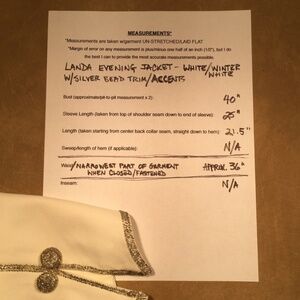 MEASUREMENTS*
*Measurements are taken w/garment UN-STRETCHED/LAID FLAT
*Margin of error on any measurement is plus/minus one half of an inch (1/2"), but I do
the best I can to provide the most accurate measurements possible.
LANDA EVENING JACKET - WHITE/WINTER WHITE
W/SILVER BEAD TRIM/ACCENTS
Bust (approximate/pit-to-pit measurement x 2): 40"
Sleeve Length (taken from top of shoulder seam down to end of sleeve): 25"
Length (taken starting from center back collar seam, straight down to hem): 21.5"
Sweep/length of hem (if applicable): N/A
Waist/NARROWEST PART OF GARMENT APPROX. 36"
WHEN CLOSED/FASTENED
Inseam: N/A